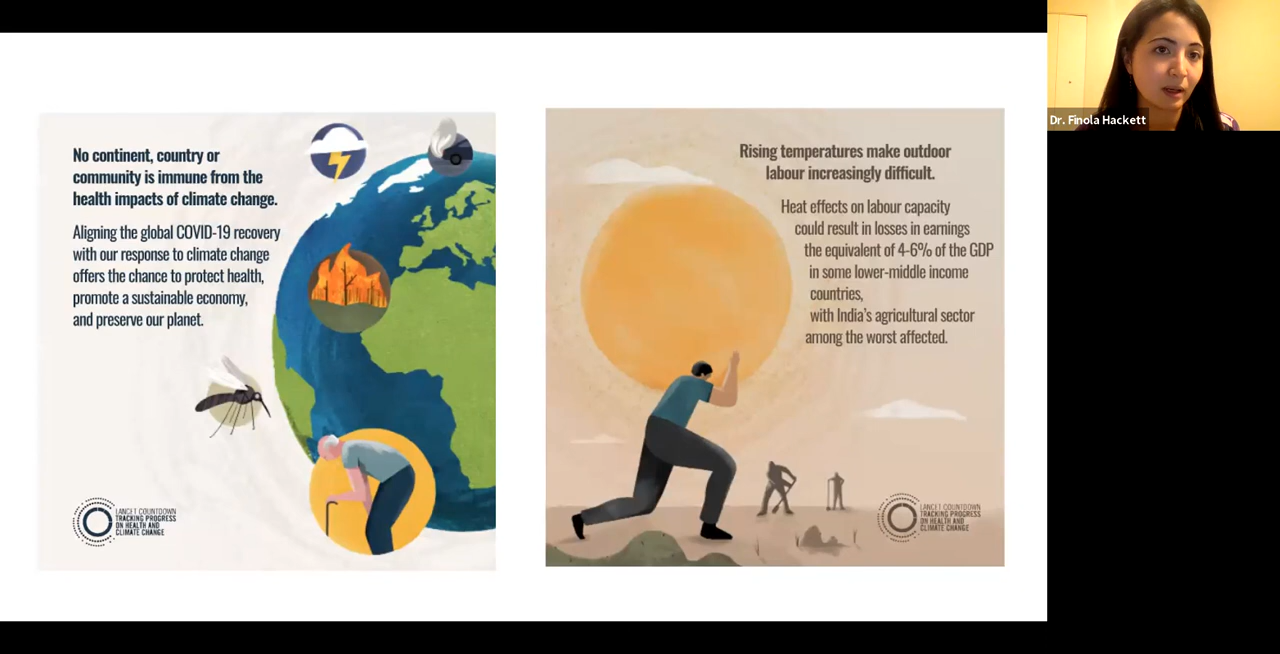 No continent, country or
community is immune from the
health impacts of climate change.
Aligning the global COVID-19 recovery
with our response to climate change
offers the chance to protect health,
promote a sustainable economy,
and preserve our planet.
LANCET COUNTDOWN
TRACKING PROGRESS
ON HEALTH AND
CLIMATE CHANGE
Rising temperatures make outdoor
labour increasingly difficult.
Heat effects on labour capacity
could result in losses in earnings
the equivalent of 4-6% of the GDP
in some lower-middle income
countries,
with India's agricultural sector
among the worst affected.
LANCET COUNTDOWN
TRACKING PROGRESS
ON HEALTH AND
CLIMATE CHANGE
Dr. Finola Hackett